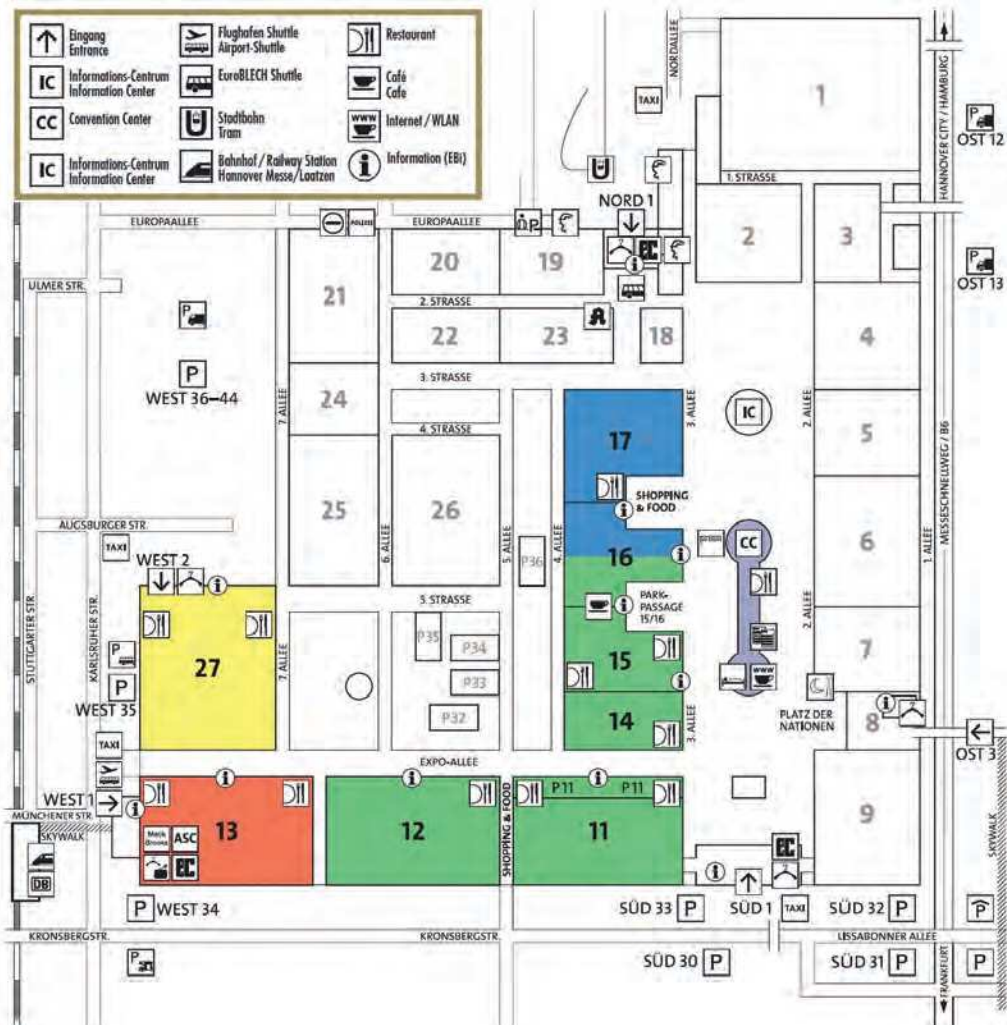 Eingang
Entrance
Flughafen Shuttle
Airport-Shuttle
Restaurant
IC
Informations-Centrum
Information Center
EuroBLECH Shuttle
Café
Cafe
CC
Convention Center
Stadtbahn
Tram
WWW
Internet / WLAN
IC
Informations-Centrum
Information Center
Bahnhof / Railway Station
Hannover Messe/Laatzen
i
Information (EBi)
NORDALLEE
TAXI
1
HANNOVER CITY / HAMBURG
P
OST 12
1. STRASSE
NORD 1
EUROPAALLEE
EUROPAALLEE
P
EC
i
2
3
P
OST 13
ULMER STR.
21
20
19
2. STRASSE
22
23
18
4
P
P
WEST 36–44
3. STRASSE
7. ALLEE
24
4. STRASSE
3. ALLEE
IC
2. ALLEE
5
MESSESCHNELLWEG / B6
17
25
26
SHOPPING
& FOOD
i
AUGSBURGER STR.
6. ALLEE
5. ALLEE
4. ALLEE
P36
16
i
CC
6
1. ALLEE
TAXI
WEST 2
i
5. STRASSE
i
PARK-
PASSAGE
15/16
2. ALLEE
STUTTGARTER STR.
KARLSRUHER STR.
27
7. ALLEE
P35
P34
P33
P32
15
i
WWW
7
P
P
WEST 35
14
3. ALLEE
PLATZ DER
NATIONEN
i
8
OST 3
TAXI
EXPO-ALLEE
WEST 1
i
i
i
i
P11
P11
MÜNCHENER STR.
SKYWALK
13
12
SHOPPING & FOOD
11
9
SKYWALK
Mack
Brooks
ASC
EC
DB
EC
i
P
WEST 34
SÜD 33
P
SÜD 1
TAXI
SÜD 32
P
P
KRONSBERGSTR.
KRONSBERGSTR.
LISSABONNER ALLEE
P
SÜD 30
P
SÜD 31
P
P
FRANKFURT